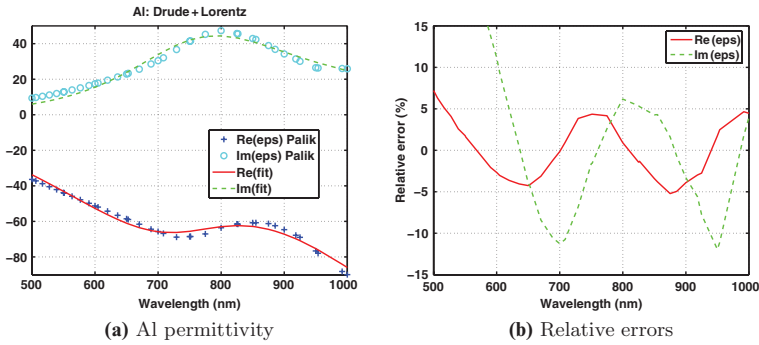 Al: Drude+Lorentz
40
20
0
−20
−40
−60
−80
500
600
700
800
900
1000
Wavelength (nm)
Re(eps) Palik
Im(eps) Palik
Re(fit)
Im(fit)
(a) Al permittivity
15
10
5
0
−5
−10
−15
Relative error (%)
500
600
700
800
900
1000
Wavelength (nm)
Re(eps)
Im(eps)
(b) Relative errors